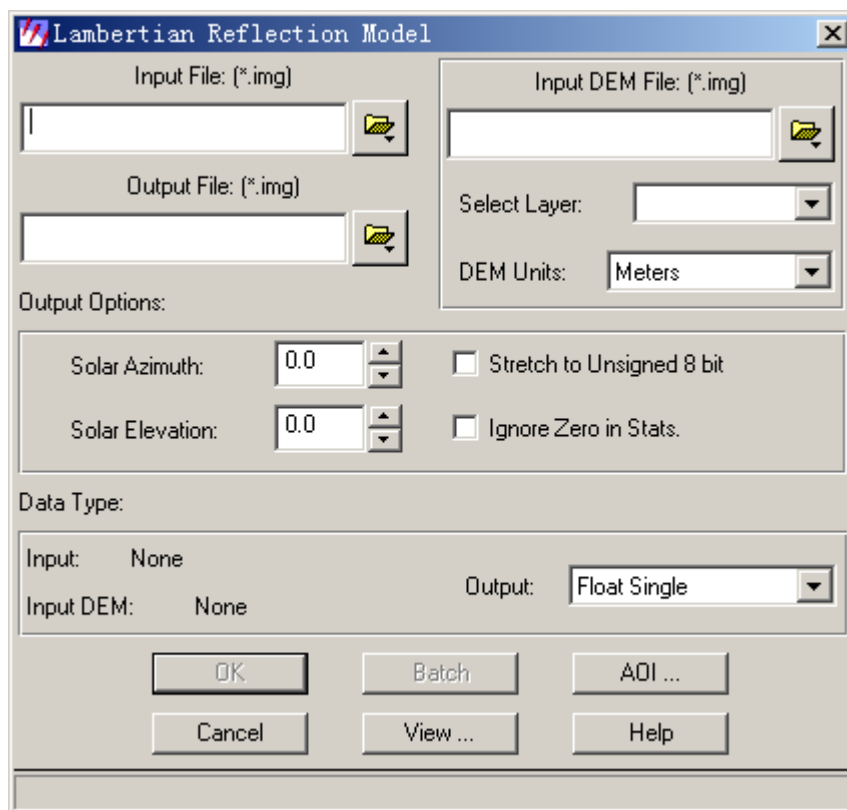 Lambertian Reflection Model
Input File: (*.img)
Input DEM File: (*.img)
Output File: (*.img)
Select Layer:
DEM Units: Meters
Output Options:
Solar Azimuth: 0.0 Stretch to Unsigned 8 bit
Solar Elevation: 0.0 Ignore Zero in Stats.
Data Type:
Input: None
Output: Float Single
Input DEM: None
OK Batch AOI ...
Cancel View ... Help